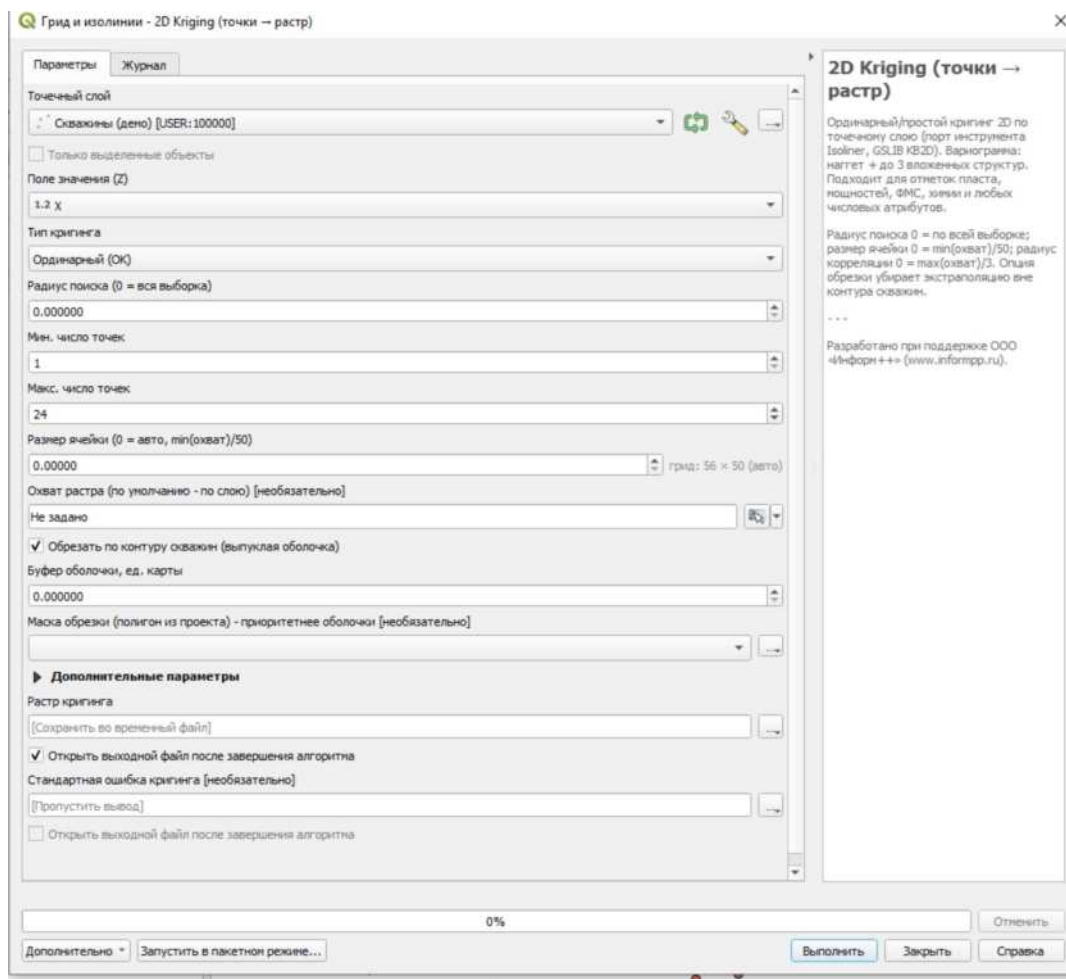 Грид и изолинии - 2D Kriging (точки → растр)
Параметры
Журнал
Точечный слой
Скважины (демо) [USER:100000]
Только выделенные объекты
Поле значения (Z)
1.2 X
Тип кригинга
Ординарный (OK)
Радиус поиска (0 = вся выборка)
0.000000
Мин. число точек
1
Макс. число точек
24
Размер ячейки (0 = авто, min(охват)/50)
0.00000
грид: 56 × 50 (авто)
Охват растра (по умолчанию - по слою) [необязательно]
Не задано
Обрезать по контуру скважин (выпуклая оболочка)
Буфер оболочки, ед. карты
0.000000
Маска обрезки (полигон из проекта) - приоритетнее оболочки [необязательно]
Дополнительные параметры
Растр кригинга
[Сохранить во временный файл]
Открыть выходной файл после завершения алгоритма
Стандартная ошибка кригинга [необязательно]
[Пропустить вывод]
Открыть выходной файл после завершения алгоритма
2D Kriging (точки →
растр)
Ординарный/простой кригинг 2D по
точечному слою (порт инструмента
Isoliner, GSLIB KB2D). Вариограмма:
наггет + до 3 вложенных структур.
Подходит для отметок пласта,
мощностей, ФМС, химии и любых
числовых атрибутов.
Радиус поиска 0 = по всей выборке;
размер ячейки 0 = min(охват)/50; радиус
корреляции 0 = max(охват)/3. Опция
обрезки убирает экстраполяцию вне
контура скважин.
- - -
Разработано при поддержке ООО
«Информ++» (www.informpp.ru).
0%
Отменить
Дополнительно
Запустить в пакетном режиме...
Выполнить
Закрыть
Справка